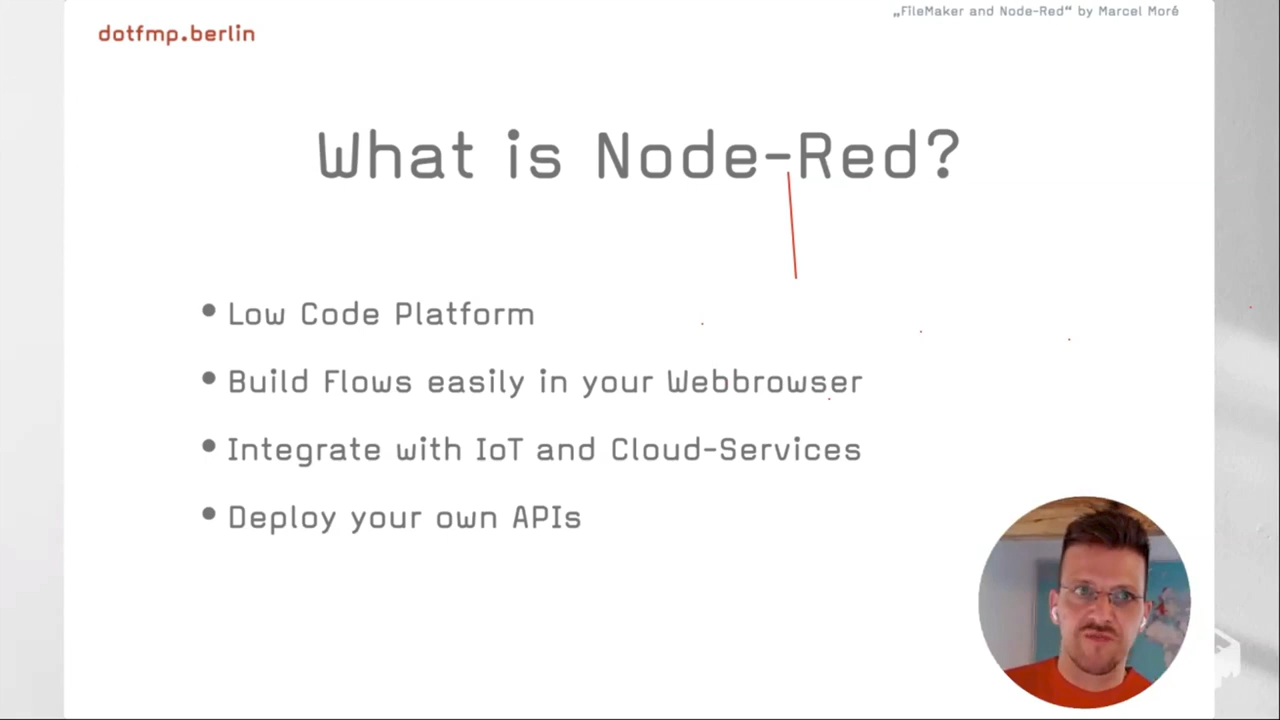 dotfmp.berlin
„FileMaker and Node-Red“ by Marcel Moré
What is Node-Red?
• Low Code Platform
• Build Flows easily in your Webbrowser
• Integrate with IoT and Cloud-Services
• Deploy your own APIs